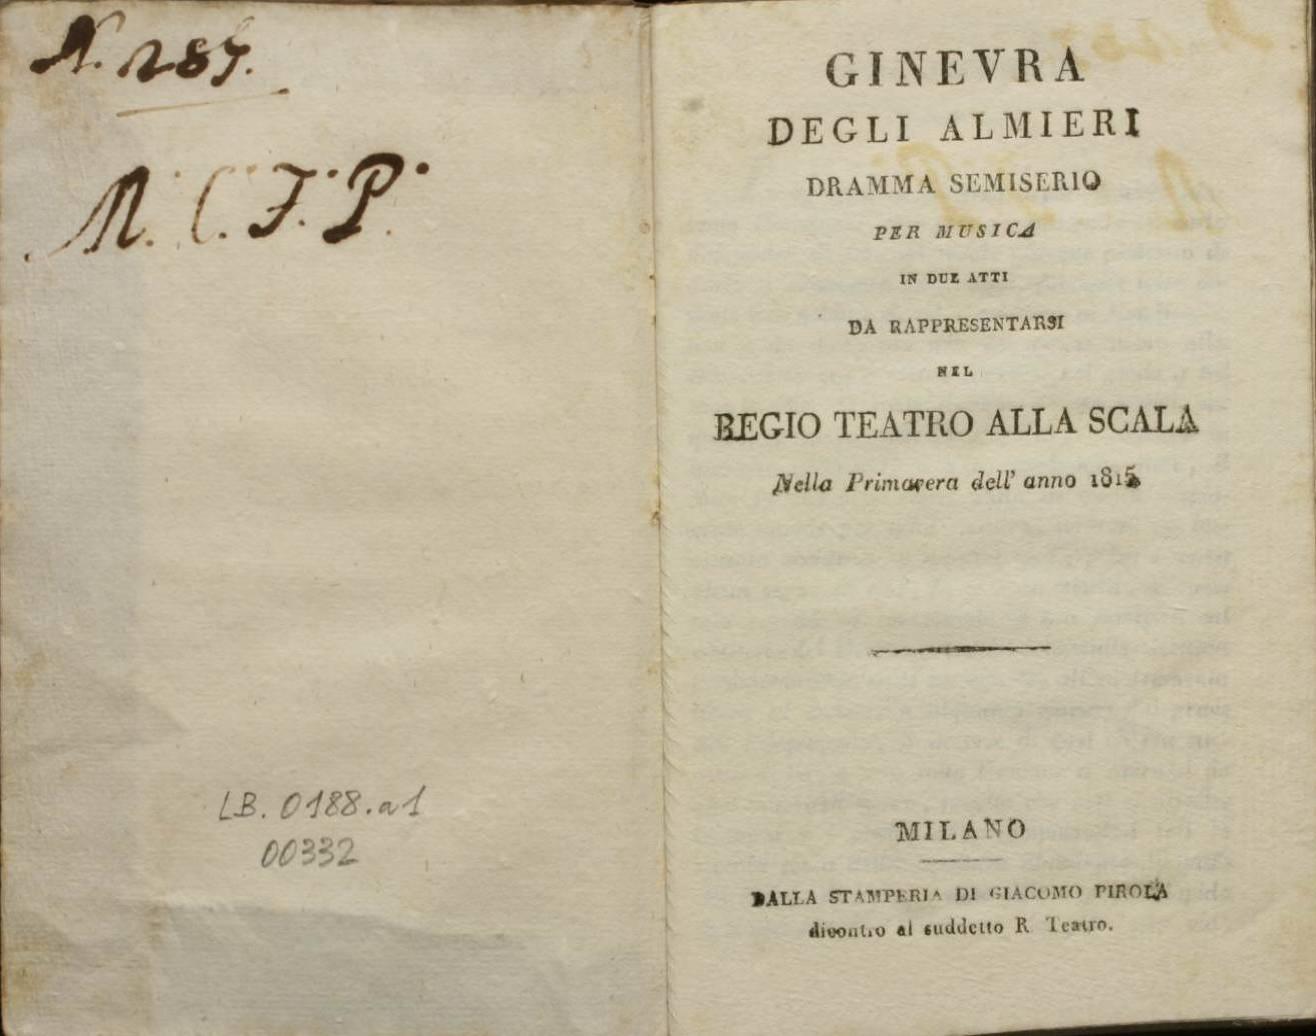 N. 285.
M. C. F. P.
LB. 0188.a1
00332
GINEVRA
DEGLI ALMIERI
DRAMMA SEMISERIO
PER MUSICA
IN DUE ATTI
DA RAPPRESENTARSI
NEL
REGIO TEATRO ALLA SCALA
Nella Primavera dell' anno 1815
MILANO
DALLA STAMPERIA DI GIACOMO PIROLA
dicontro al suddetto R. Teatro.